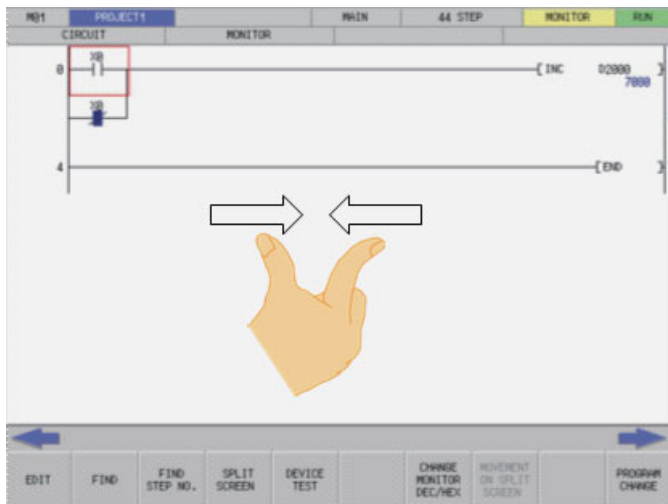 M01 PROJECT1 MAIN 44 STEP MONITOR RUN
CIRCUIT MONITOR
X0
0 INC D2000
7000
X0
4 END
EDIT FIND FIND STEP NO. SPLIT SCREEN DEVICE TEST CHANGE MONITOR DEC/HEX MOVEMENT ON SPLIT SCREEN PROGRAM CHANGE